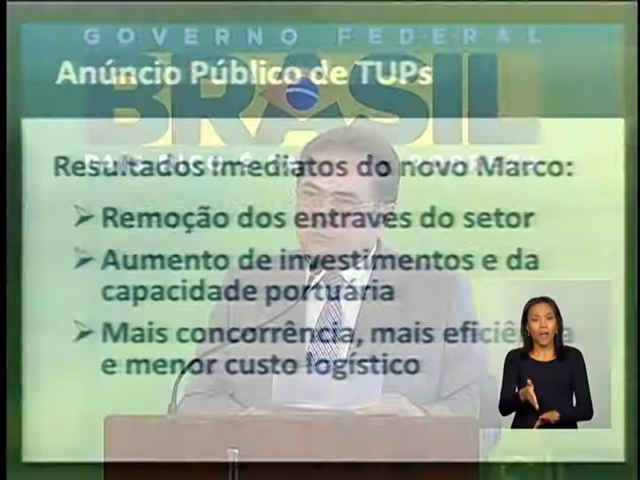 GOVERNO FEDERAL
BRASIL
Anúncio Público de TUPs
Resultados imediatos do novo Marco:
Remoção dos entraves do setor
Aumento de investimentos e da
capacidade portuária
Mais concorrência, mais eficiência
e menor custo logístico